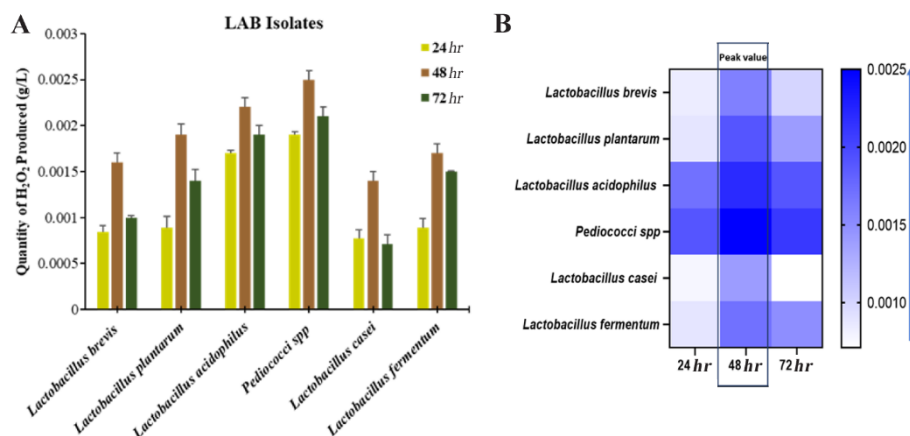 A
LAB Isolates
Quantity of H₂O₂ Produced (g/L)
0.003
0.0025
0.002
0.0015
0.001
0.0005
0
24 hr
48 hr
72 hr
Lactobacillus brevis
Lactobacillus plantarum
Lactobacillus acidophilus
Pediococci spp
Lactobacillus casei
Lactobacillus fermentum
B
Peak value
Lactobacillus brevis
Lactobacillus plantarum
Lactobacillus acidophilus
Pediococci spp
Lactobacillus casei
Lactobacillus fermentum
24 hr
48 hr
72 hr
0.0025
0.0020
0.0015
0.0010